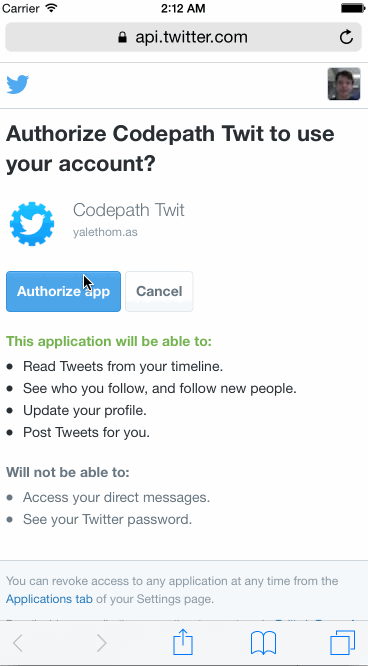 Carrier 2:12 AM
api.twitter.com
Authorize Codepath Twit to use
your account?
Codepath Twit
yalethom.as
Authorize app Cancel
This application will be able to:
Read Tweets from your timeline.
See who you follow, and follow new people.
Update your profile.
Post Tweets for you.
Will not be able to:
Access your direct messages.
See your Twitter password.
You can revoke access to any application at any time from the
Applications tab of your Settings page.